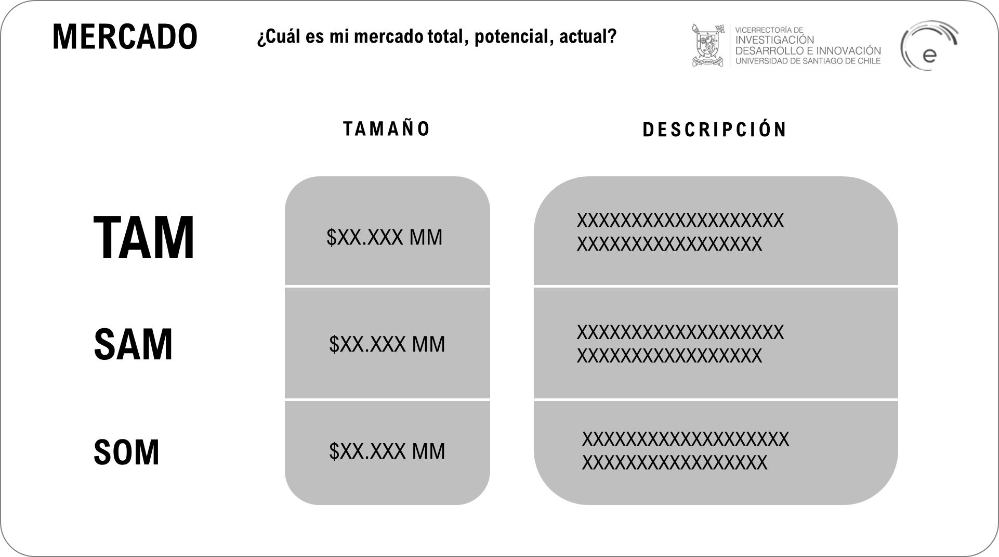 MERCADO
¿Cuál es mi mercado total, potencial, actual?
VICERRECTORÍA DE
INVESTIGACIÓN
DESARROLLO E INNOVACIÓN
UNIVERSIDAD DE SANTIAGO DE CHILE
e
TAMAÑO
DESCRIPCIÓN
TAM
$XX.XXX MM
XXXXXXXXXXXXXXXXXXX
XXXXXXXXXXXXXXXXX
SAM
$XX.XXX MM
XXXXXXXXXXXXXXXXXXX
XXXXXXXXXXXXXXXXX
SOM
$XX.XXX MM
XXXXXXXXXXXXXXXXXXX
XXXXXXXXXXXXXXXXX